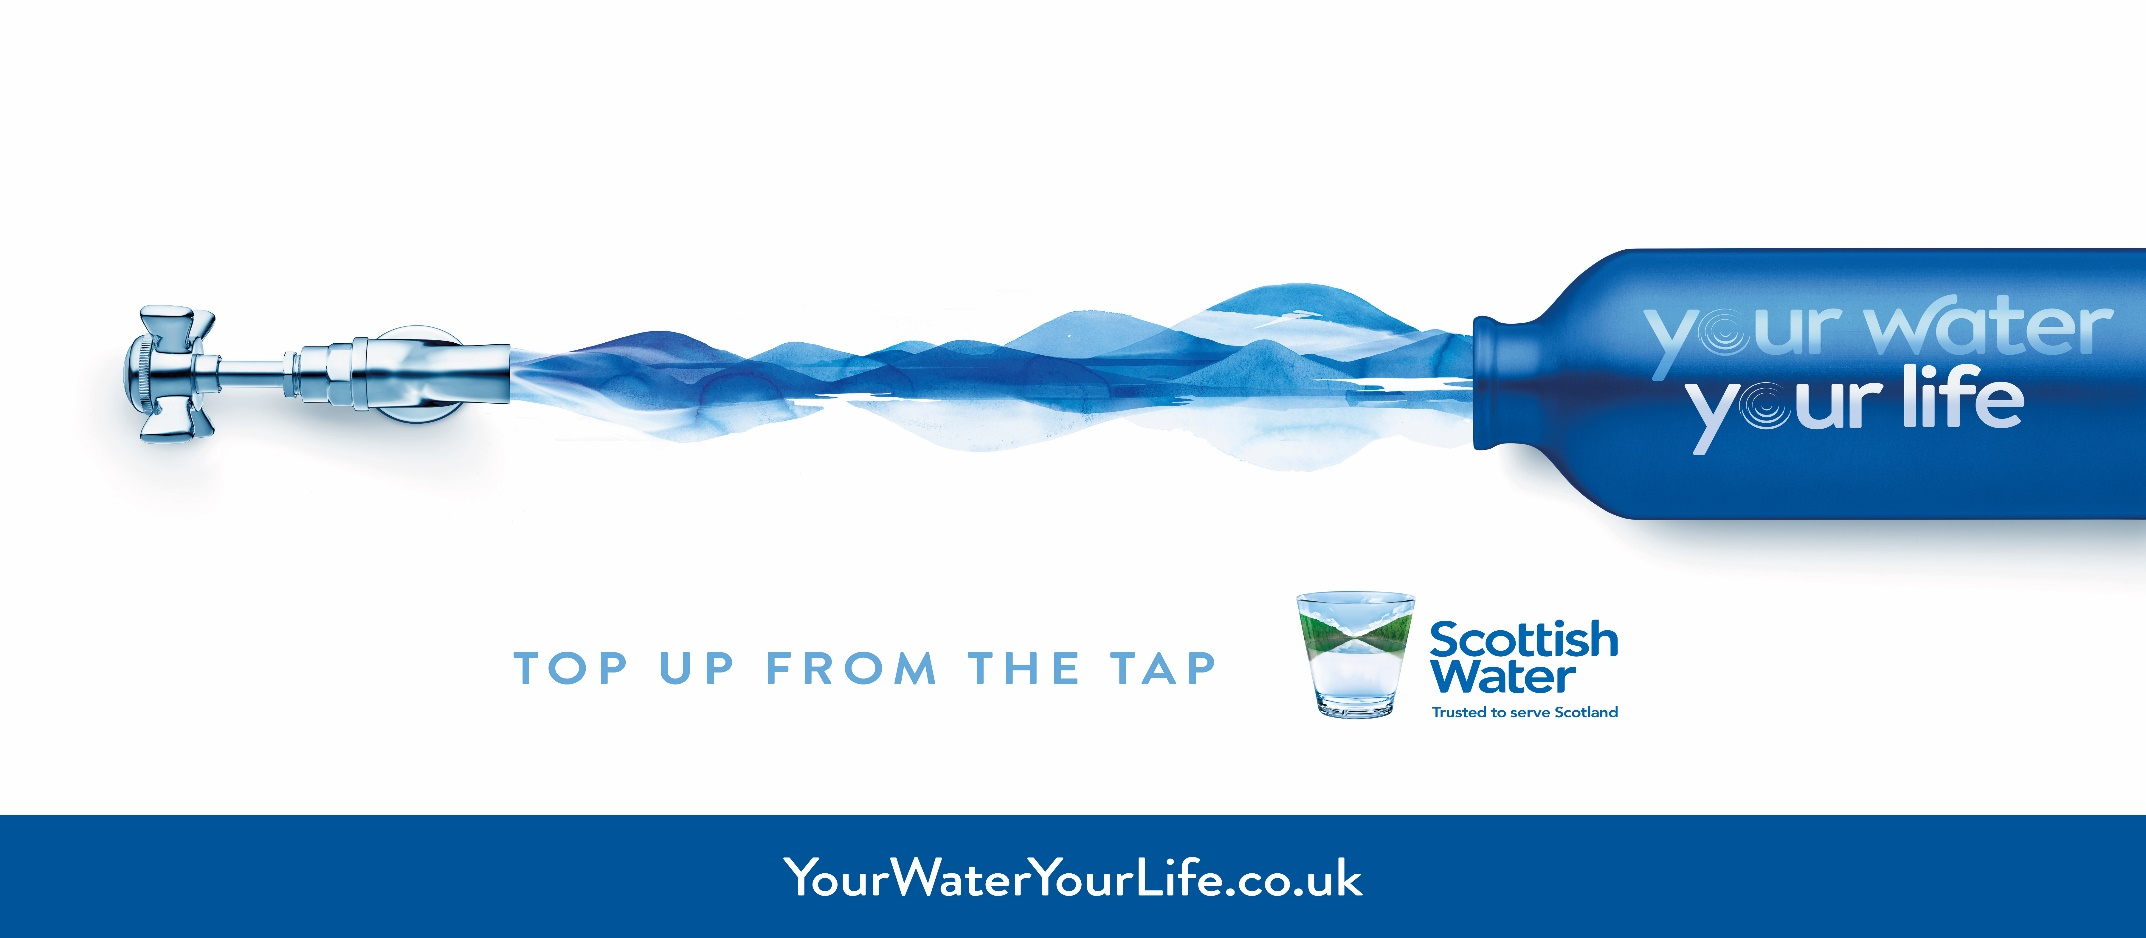 your water
your life
TOP UP FROM THE TAP
Scottish
Water
Trusted to serve Scotland
YourWaterYourLife.co.uk